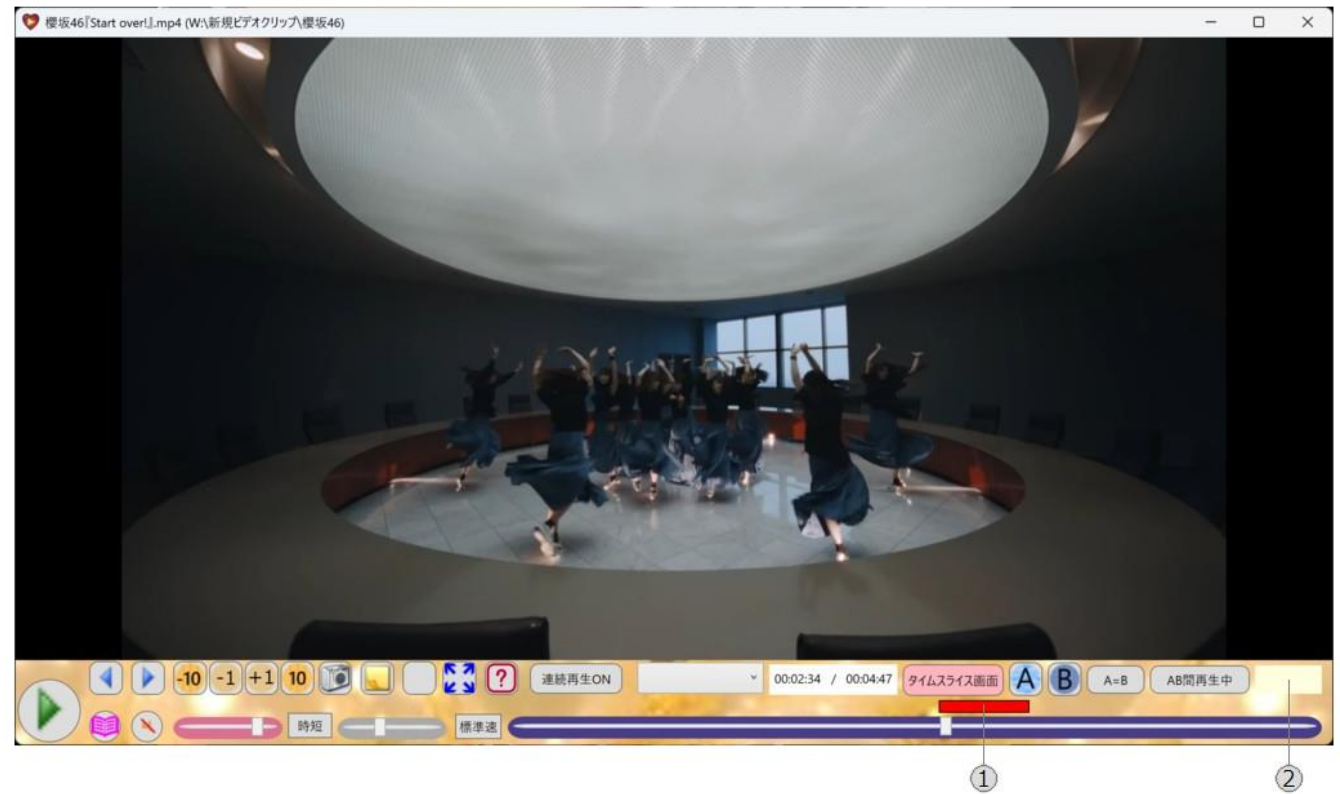 櫻坂46『Start over!』.mp4 (W:\新規ビデオクリップ\櫻坂46)
-10 -1 +1 10 ? 連続再生ON 00:02:34 / 00:04:47 タイムスライス画面 A B A=B AB間再生中
時短 標準速
1 2